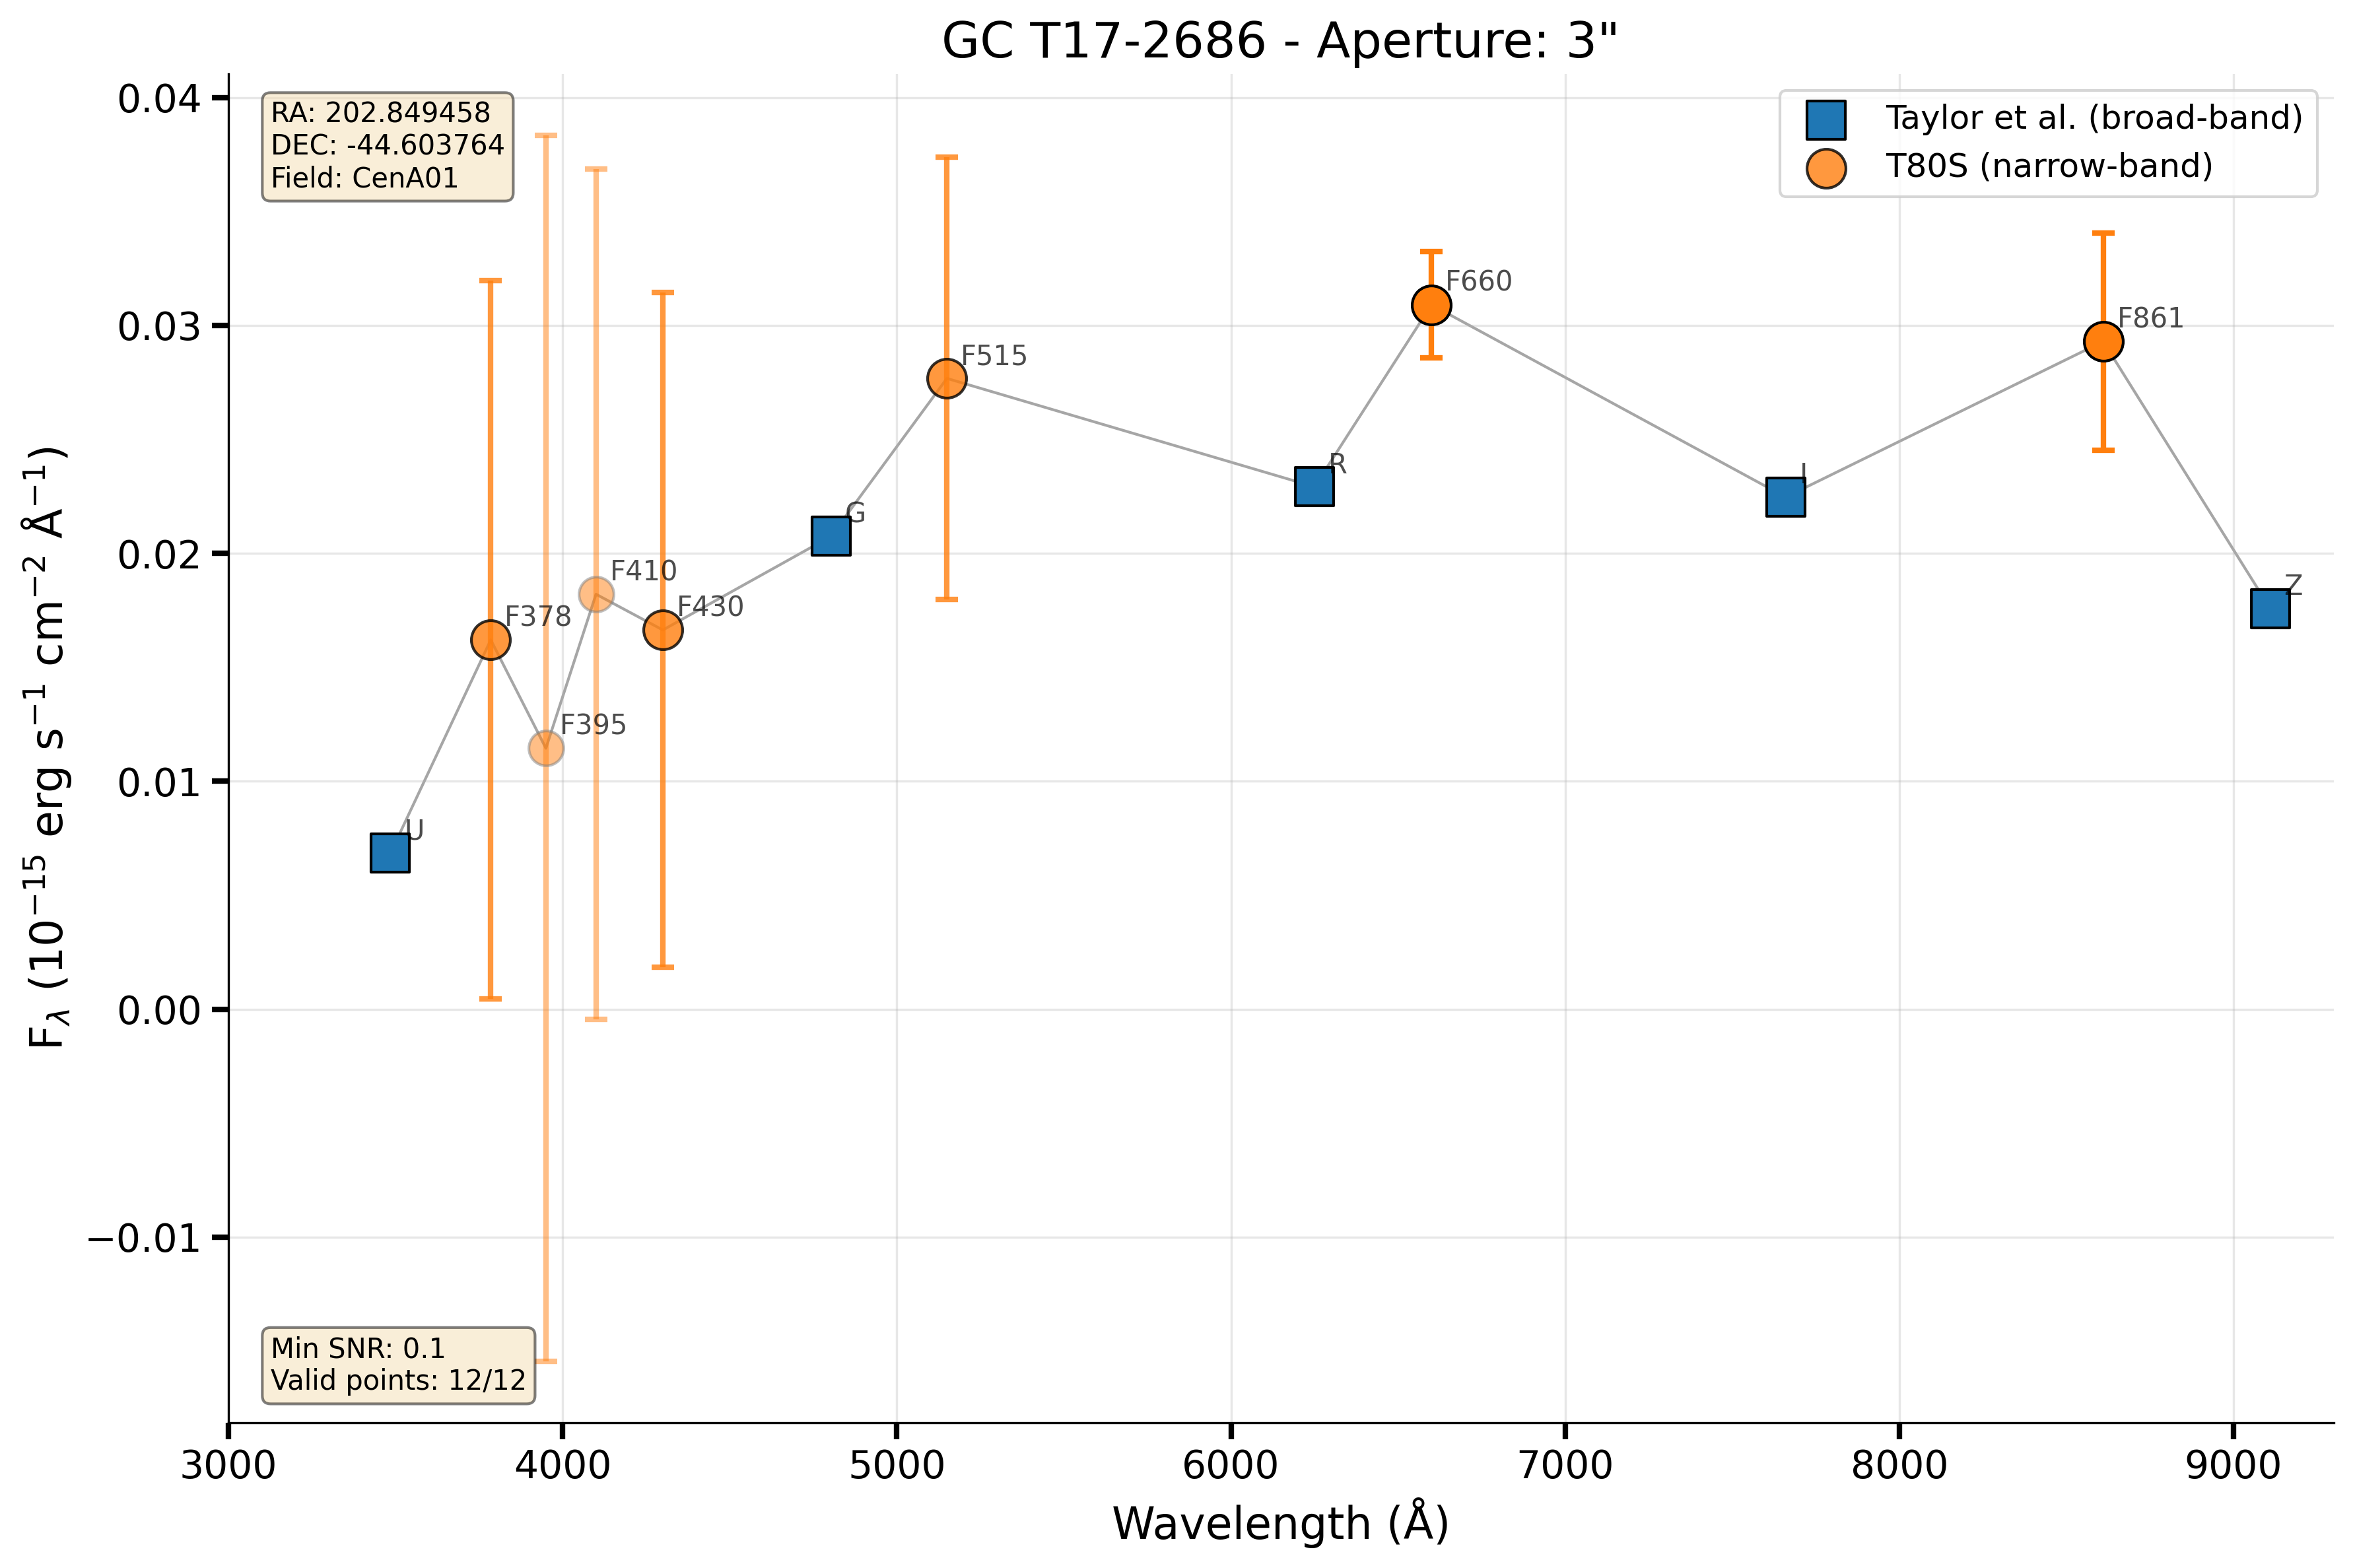 GC T17-2686 - Aperture: 3"
RA: 202.849458
DEC: -44.603764
Field: CenA01
Taylor et al. (broad-band)
T80S (narrow-band)
0.04
0.03
0.02
0.01
0.00
−0.01
F378
F395
F410
F430
F515
F660
F861
U
G
R
I
Z
Min SNR: 0.1
Valid points: 12/12
3000
4000
5000
6000
7000
8000
9000
Wavelength (Å)
Fλ (10⁻¹⁵ erg s⁻¹ cm⁻² Å⁻¹)